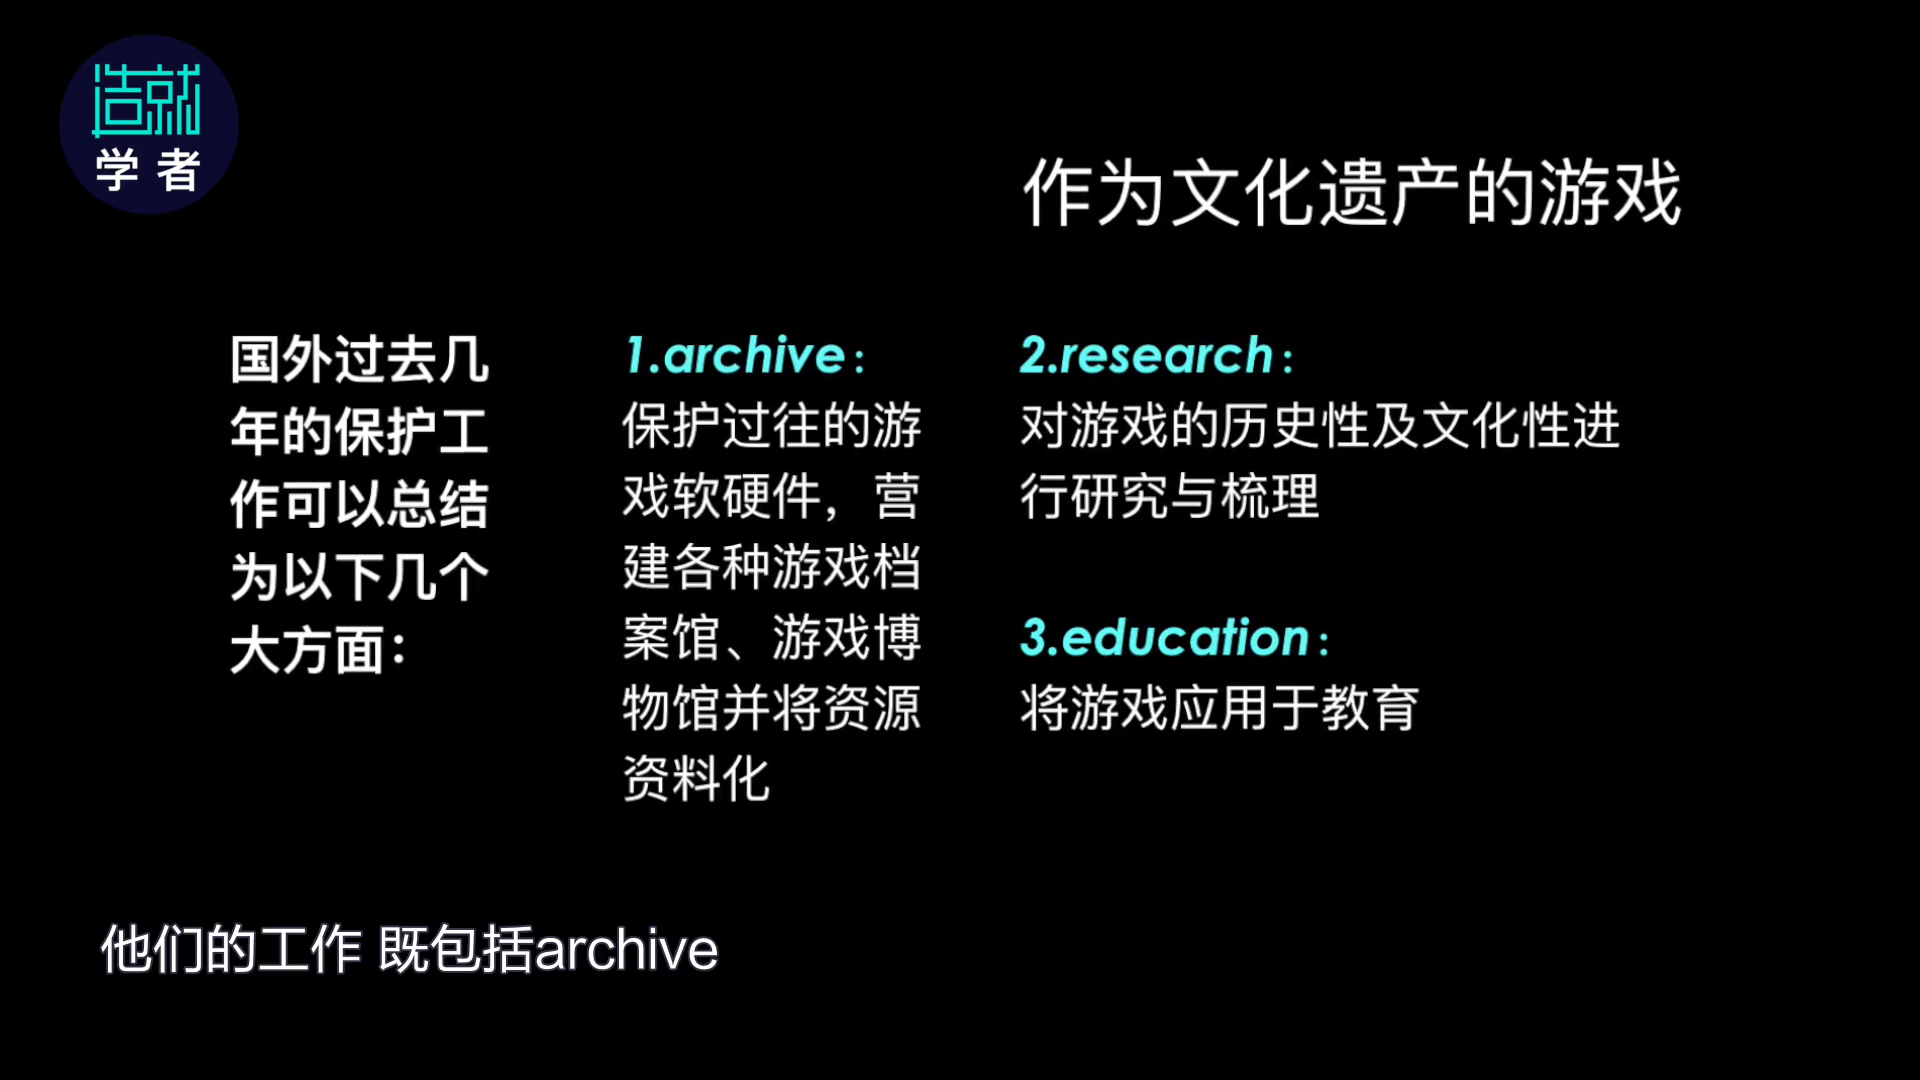 造就
学者
作为文化遗产的游戏
国外过去几
年的保护工
作可以总结
为以下几个
大方面：
1.archive：
保护过往的游
戏软硬件，营
建各种游戏档
案馆、游戏博
物馆并将资源
资料化
2.research：
对游戏的历史性及文化性进
行研究与梳理
3.education：
将游戏应用于教育
他们的工作 既包括archive